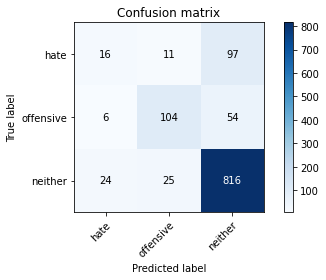 Confusion matrix
True label
hate 16 11 97
offensive 6 104 54
neither 24 25 816
hate offensive neither
Predicted label
800
700
600
500
400
300
200
100